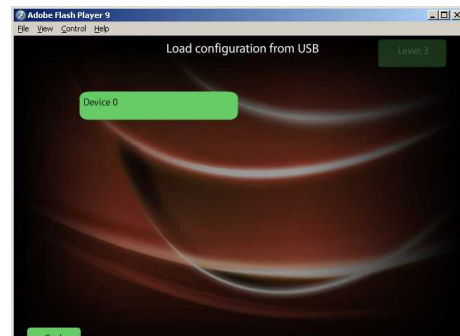 Adobe Flash Player 9
File View Control Help
Load configuration from USB
Level: 3
Device 0